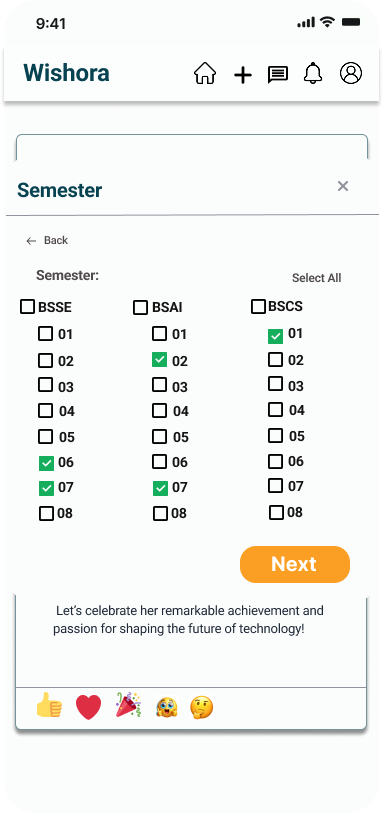 9:41
Wishora
Semester
Back
Semester:
Select All
BSSE BSAI BSCS
01 01 01
02 02 02
03 03 03
04 04 04
05 05 05
06 06 06
07 07 07
08 08 08
Next
Let's celebrate her remarkable achievement and
passion for shaping the future of technology!